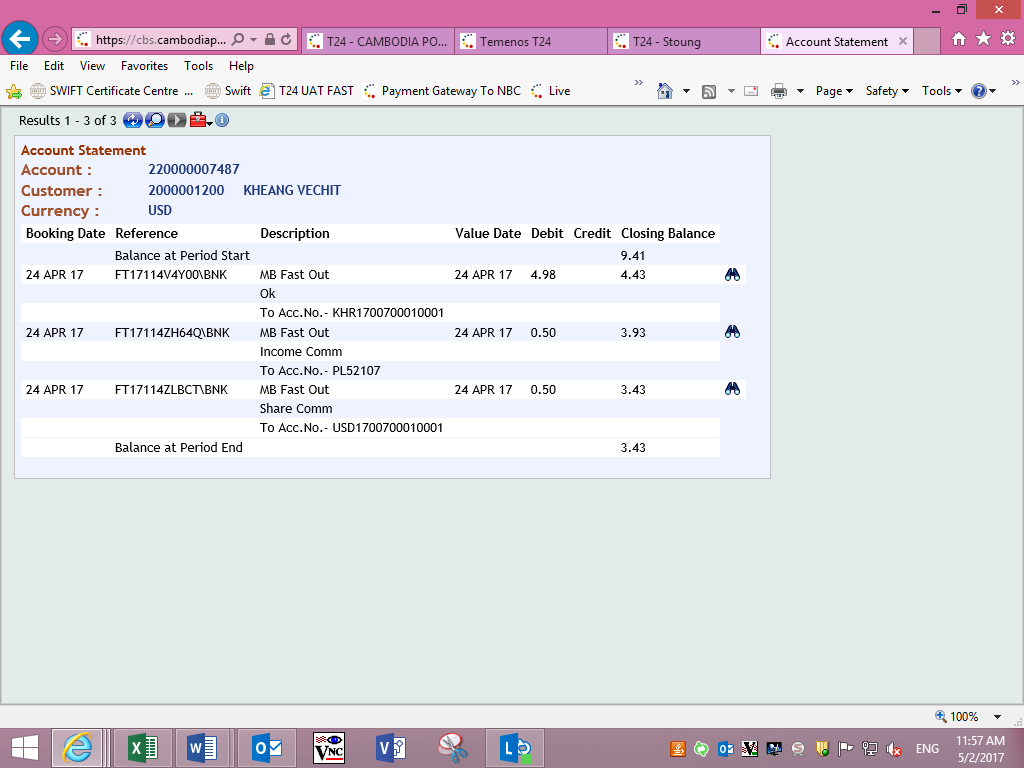 https://cbs.cambodiap...
T24 - CAMBODIA PO...
Temenos T24
T24 - Stoung
Account Statement
File Edit View Favorites Tools Help
SWIFT Certificate Centre ... Swift T24 UAT FAST Payment Gateway To NBC Live Page Safety Tools
Results 1 - 3 of 3
Account Statement
Account : 220000007487
Customer : 2000001200 KHEANG VECHIT
Currency : USD
Booking Date Reference Description Value Date Debit Credit Closing Balance
Balance at Period Start 9.41
24 APR 17 FT17114V4Y00\BNK MB Fast Out 24 APR 17 4.98 4.43
Ok
To Acc.No.- KHR1700700010001
24 APR 17 FT17114ZH64Q\BNK MB Fast Out 24 APR 17 0.50 3.93
Income Comm
To Acc.No.- PL52107
24 APR 17 FT17114ZLBCT\BNK MB Fast Out 24 APR 17 0.50 3.43
Share Comm
To Acc.No.- USD1700700010001
Balance at Period End 3.43
100%
ENG
11:57 AM
5/2/2017